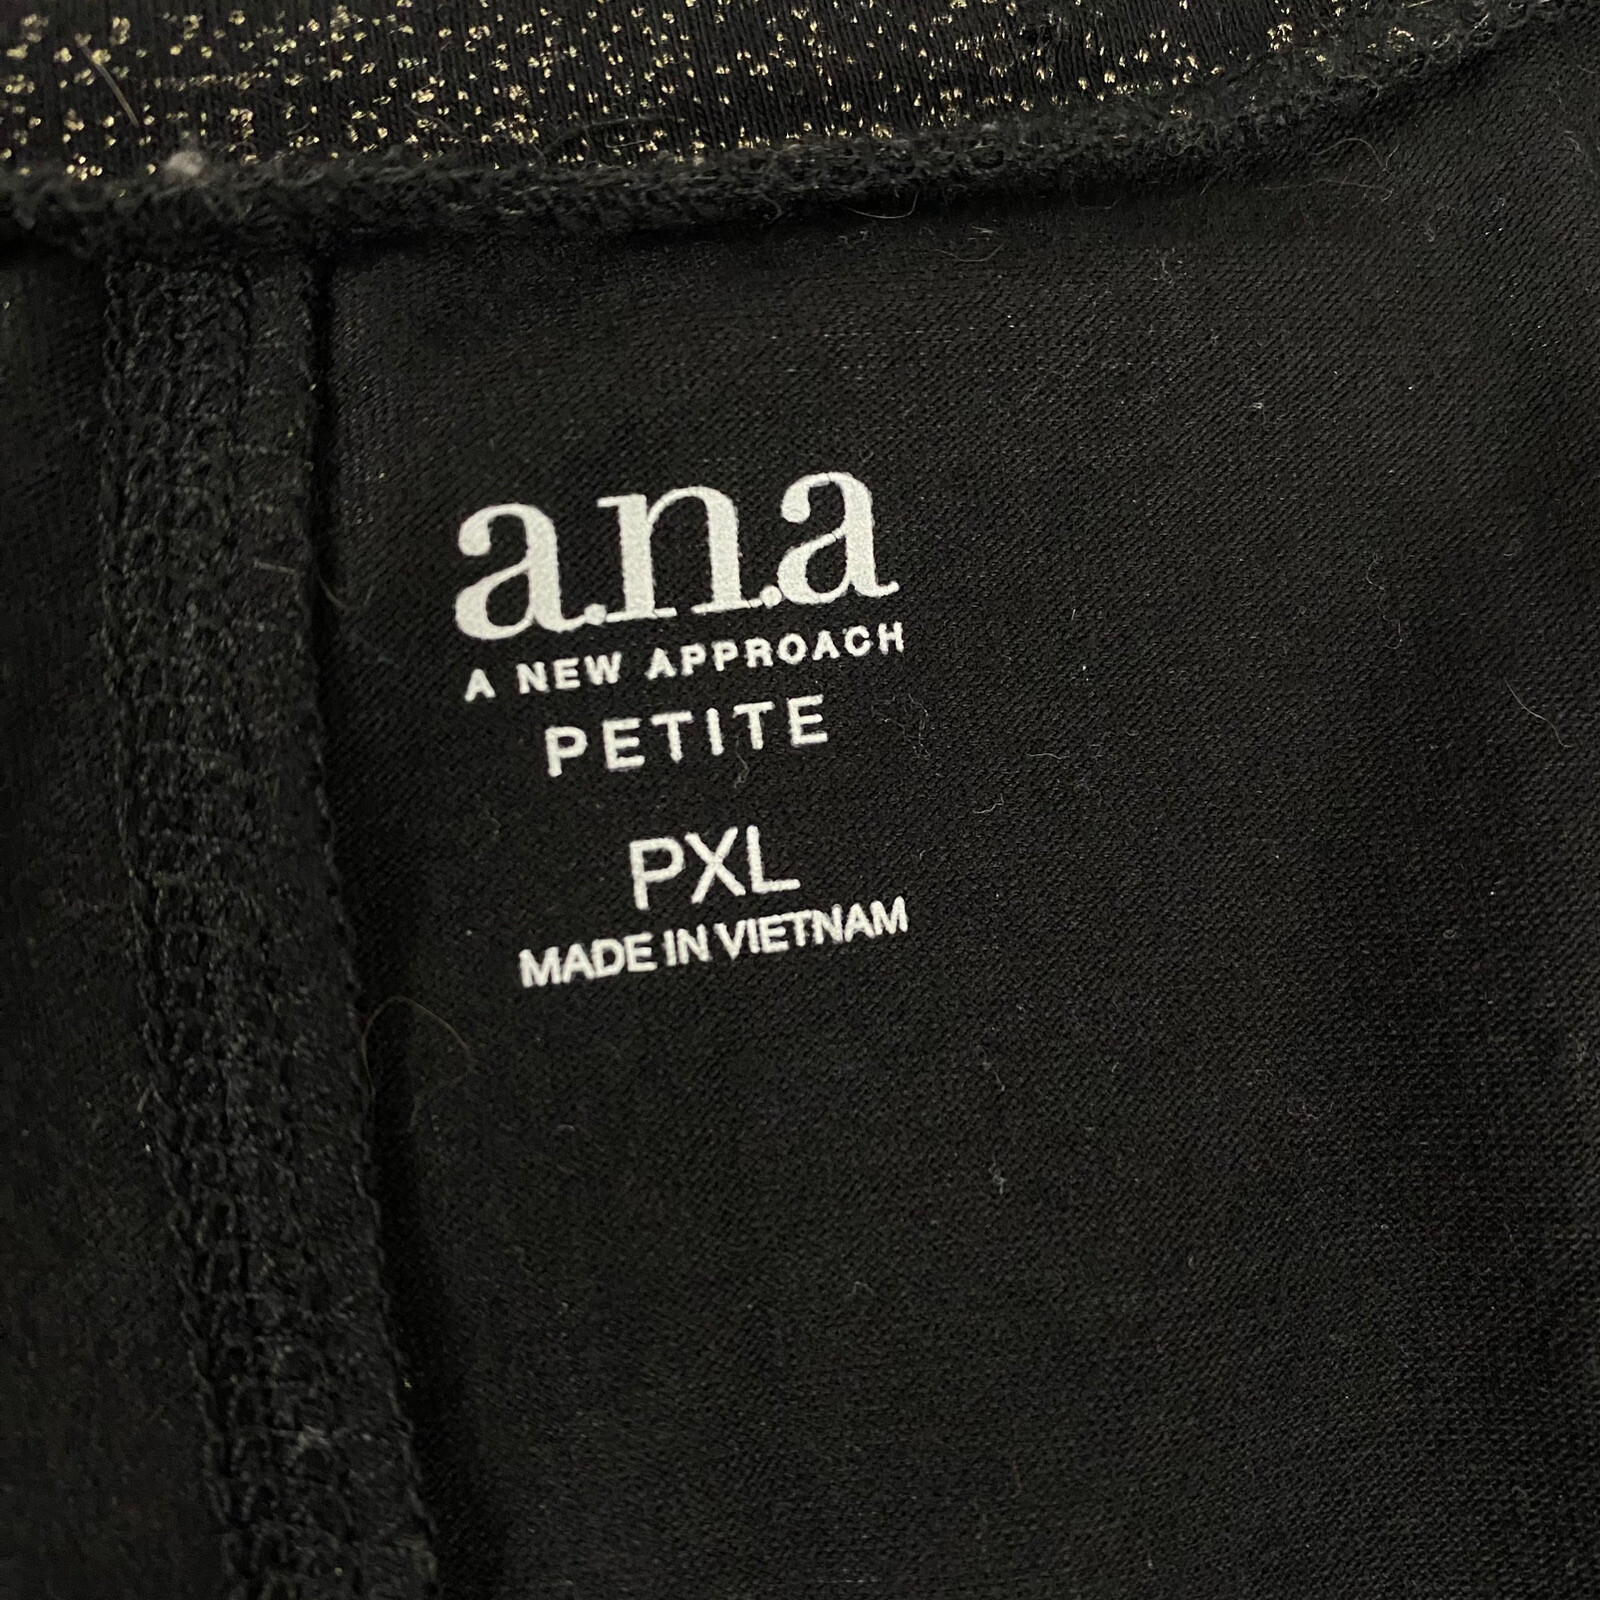 a.n.a
A NEW APPROACH
PETITE
PXL
MADE IN VIETNAM